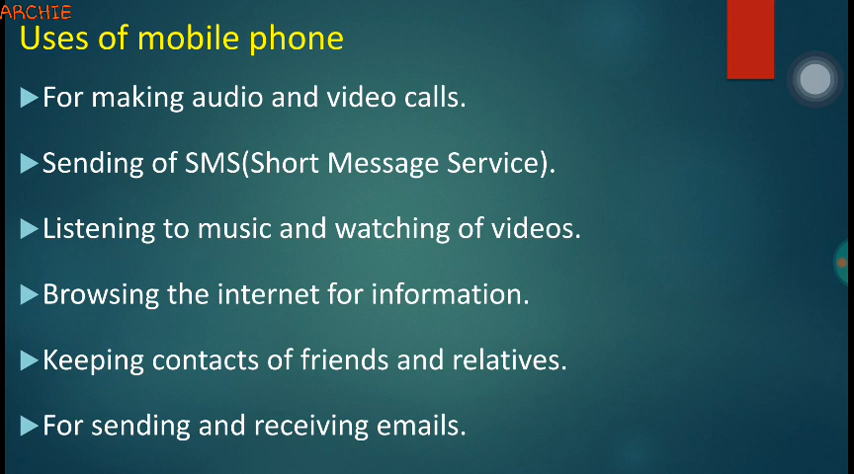 ARCHIE
Uses of mobile phone
For making audio and video calls.
Sending of SMS(Short Message Service).
Listening to music and watching of videos.
Browsing the internet for information.
Keeping contacts of friends and relatives.
For sending and receiving emails.